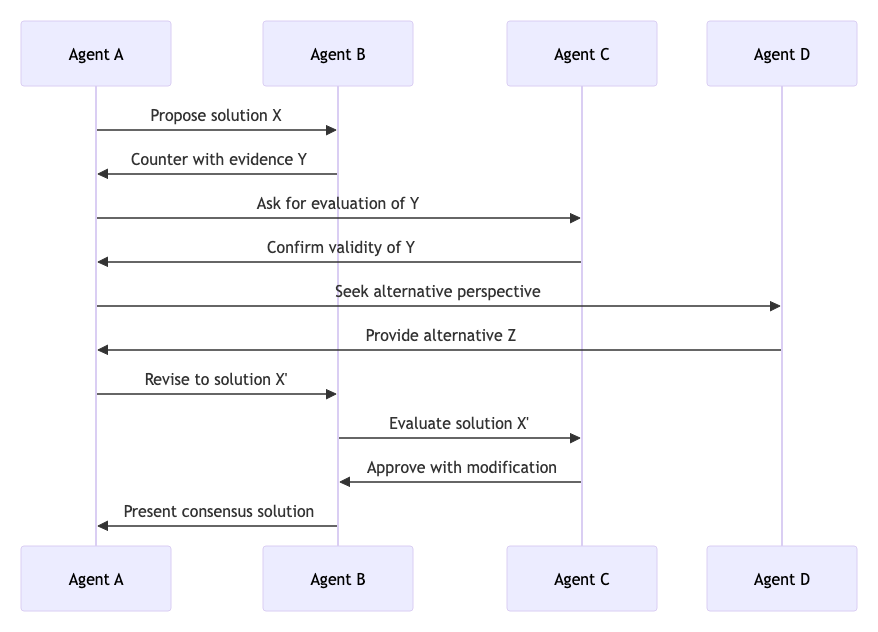 Agent A
Agent B
Agent C
Agent D
Propose solution X
Counter with evidence Y
Ask for evaluation of Y
Confirm validity of Y
Seek alternative perspective
Provide alternative Z
Revise to solution X'
Evaluate solution X'
Approve with modification
Present consensus solution
Agent A
Agent B
Agent C
Agent D